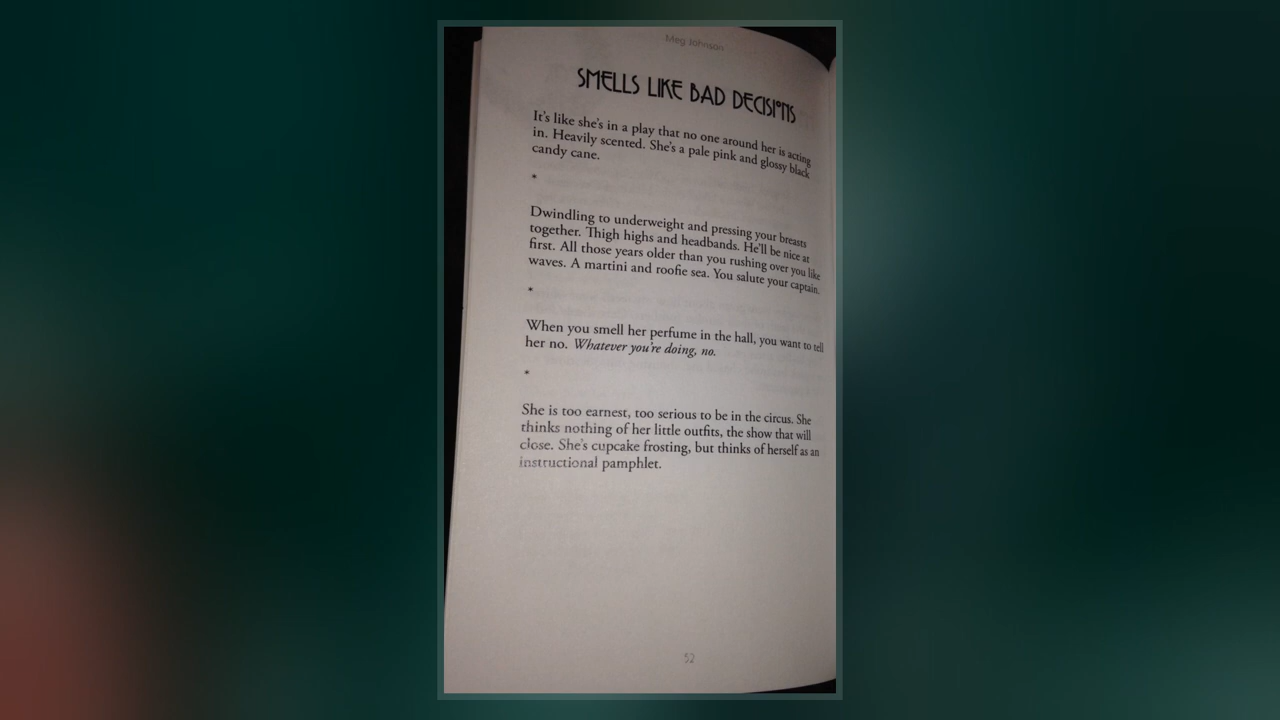 Meg Johnson
SMELLS LIKE BAD DECISIONS
It's like she's in a play that no one around her is acting
in. Heavily scented. She's a pale pink and glossy black
candy cane.
*
Dwindling to underweight and pressing your breasts
together. Thigh highs and headbands. He'll be nice at
first. All those years older than you rushing over you like
waves. A martini and roofie sea. You salute your captain.
*
When you smell her perfume in the hall, you want to tell
her no. Whatever you're doing, no.
*
She is too earnest, too serious to be in the circus. She
thinks nothing of her little outfits, the show that will
close. She's cupcake frosting, but thinks of herself as an
instructional pamphlet.
52